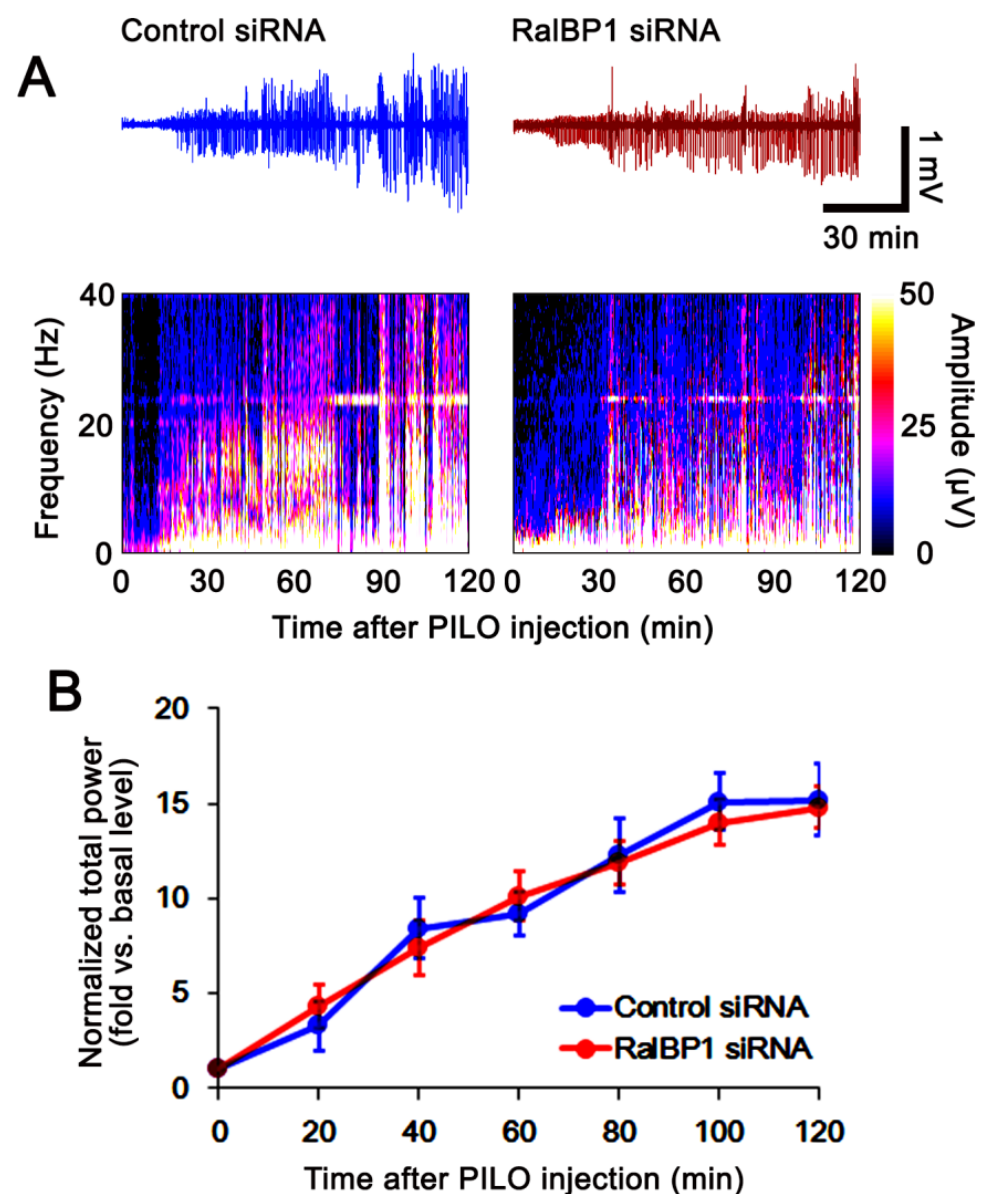 Control siRNA
RalBP1 siRNA
A
1 mV
30 min
40
20
0
Frequency (Hz)
0 30 60 90 120
0 30 60 90 120
50
25
0
Amplitude (µV)
Time after PILO injection (min)
B
20
15
10
5
0
Normalized total power
(fold vs. basal level)
Control siRNA
RalBP1 siRNA
0 20 40 60 80 100 120
Time after PILO injection (min)